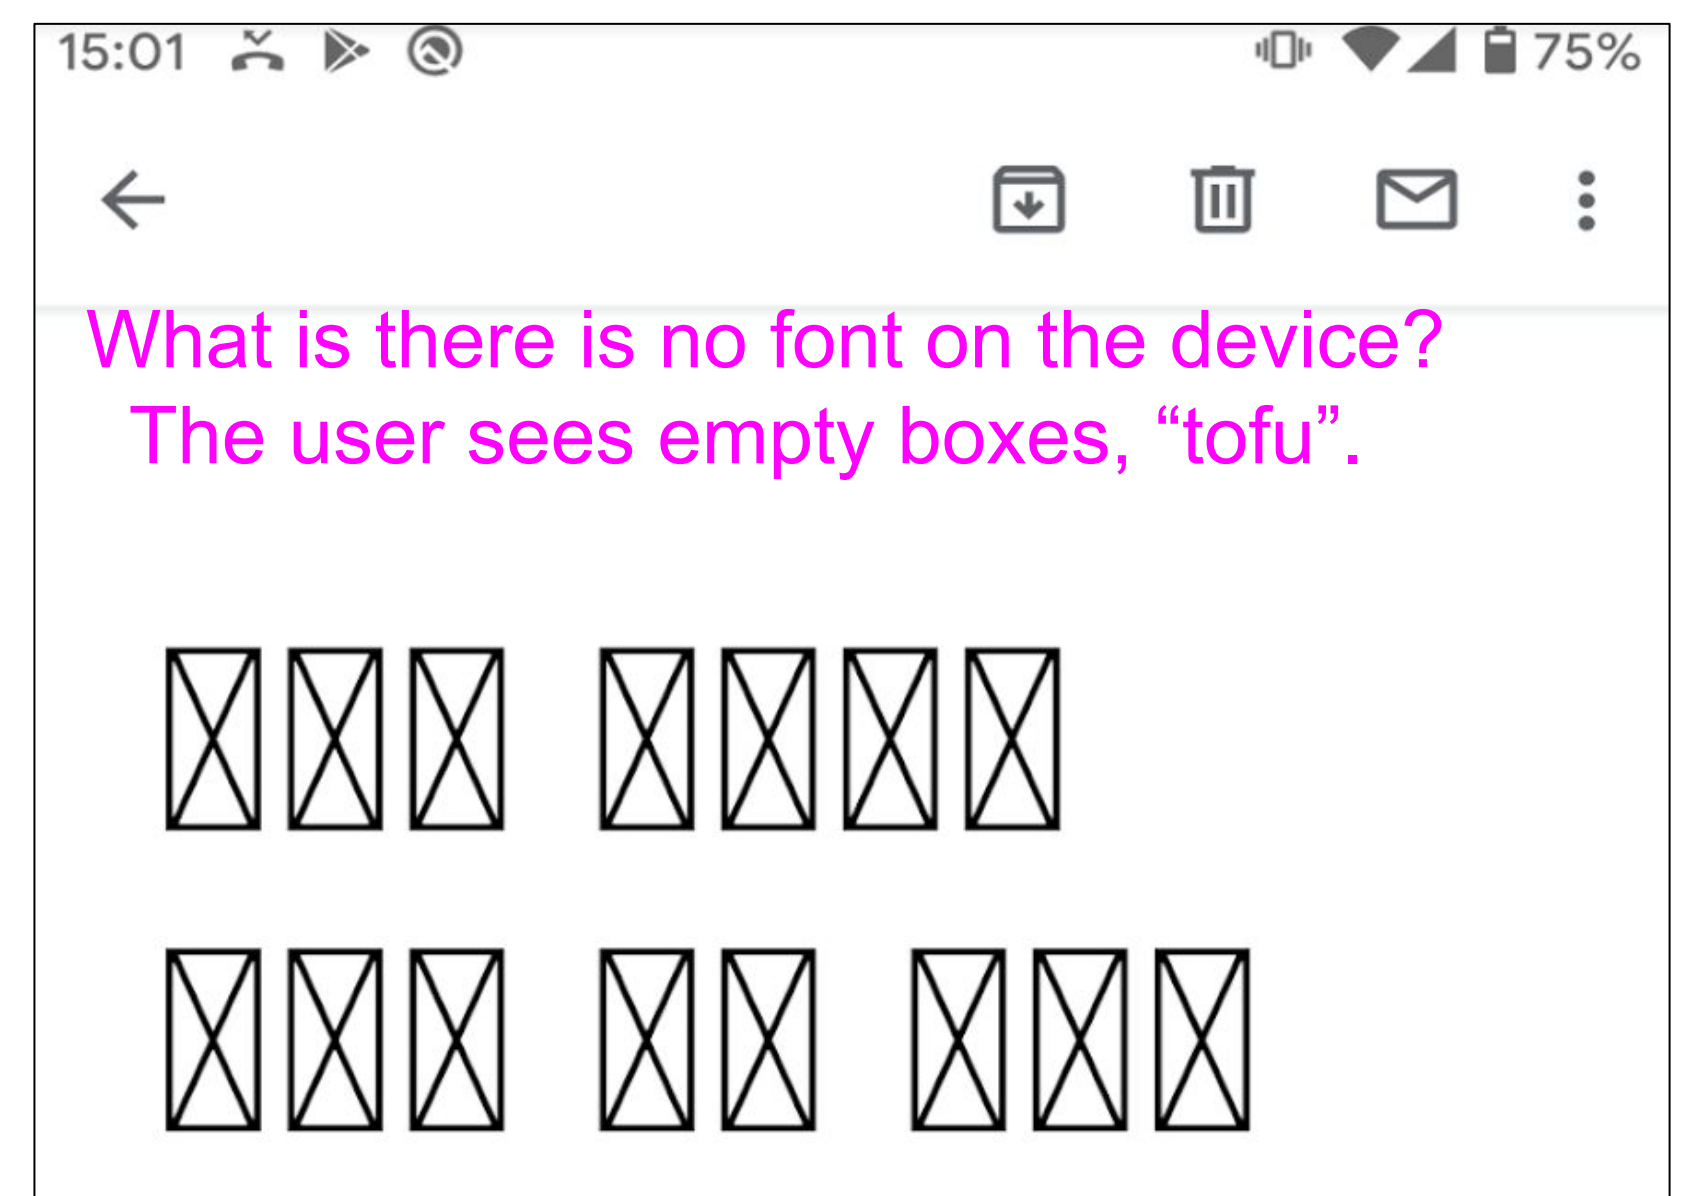 15:01 75%
What is there is no font on the device?
The user sees empty boxes, “tofu”.